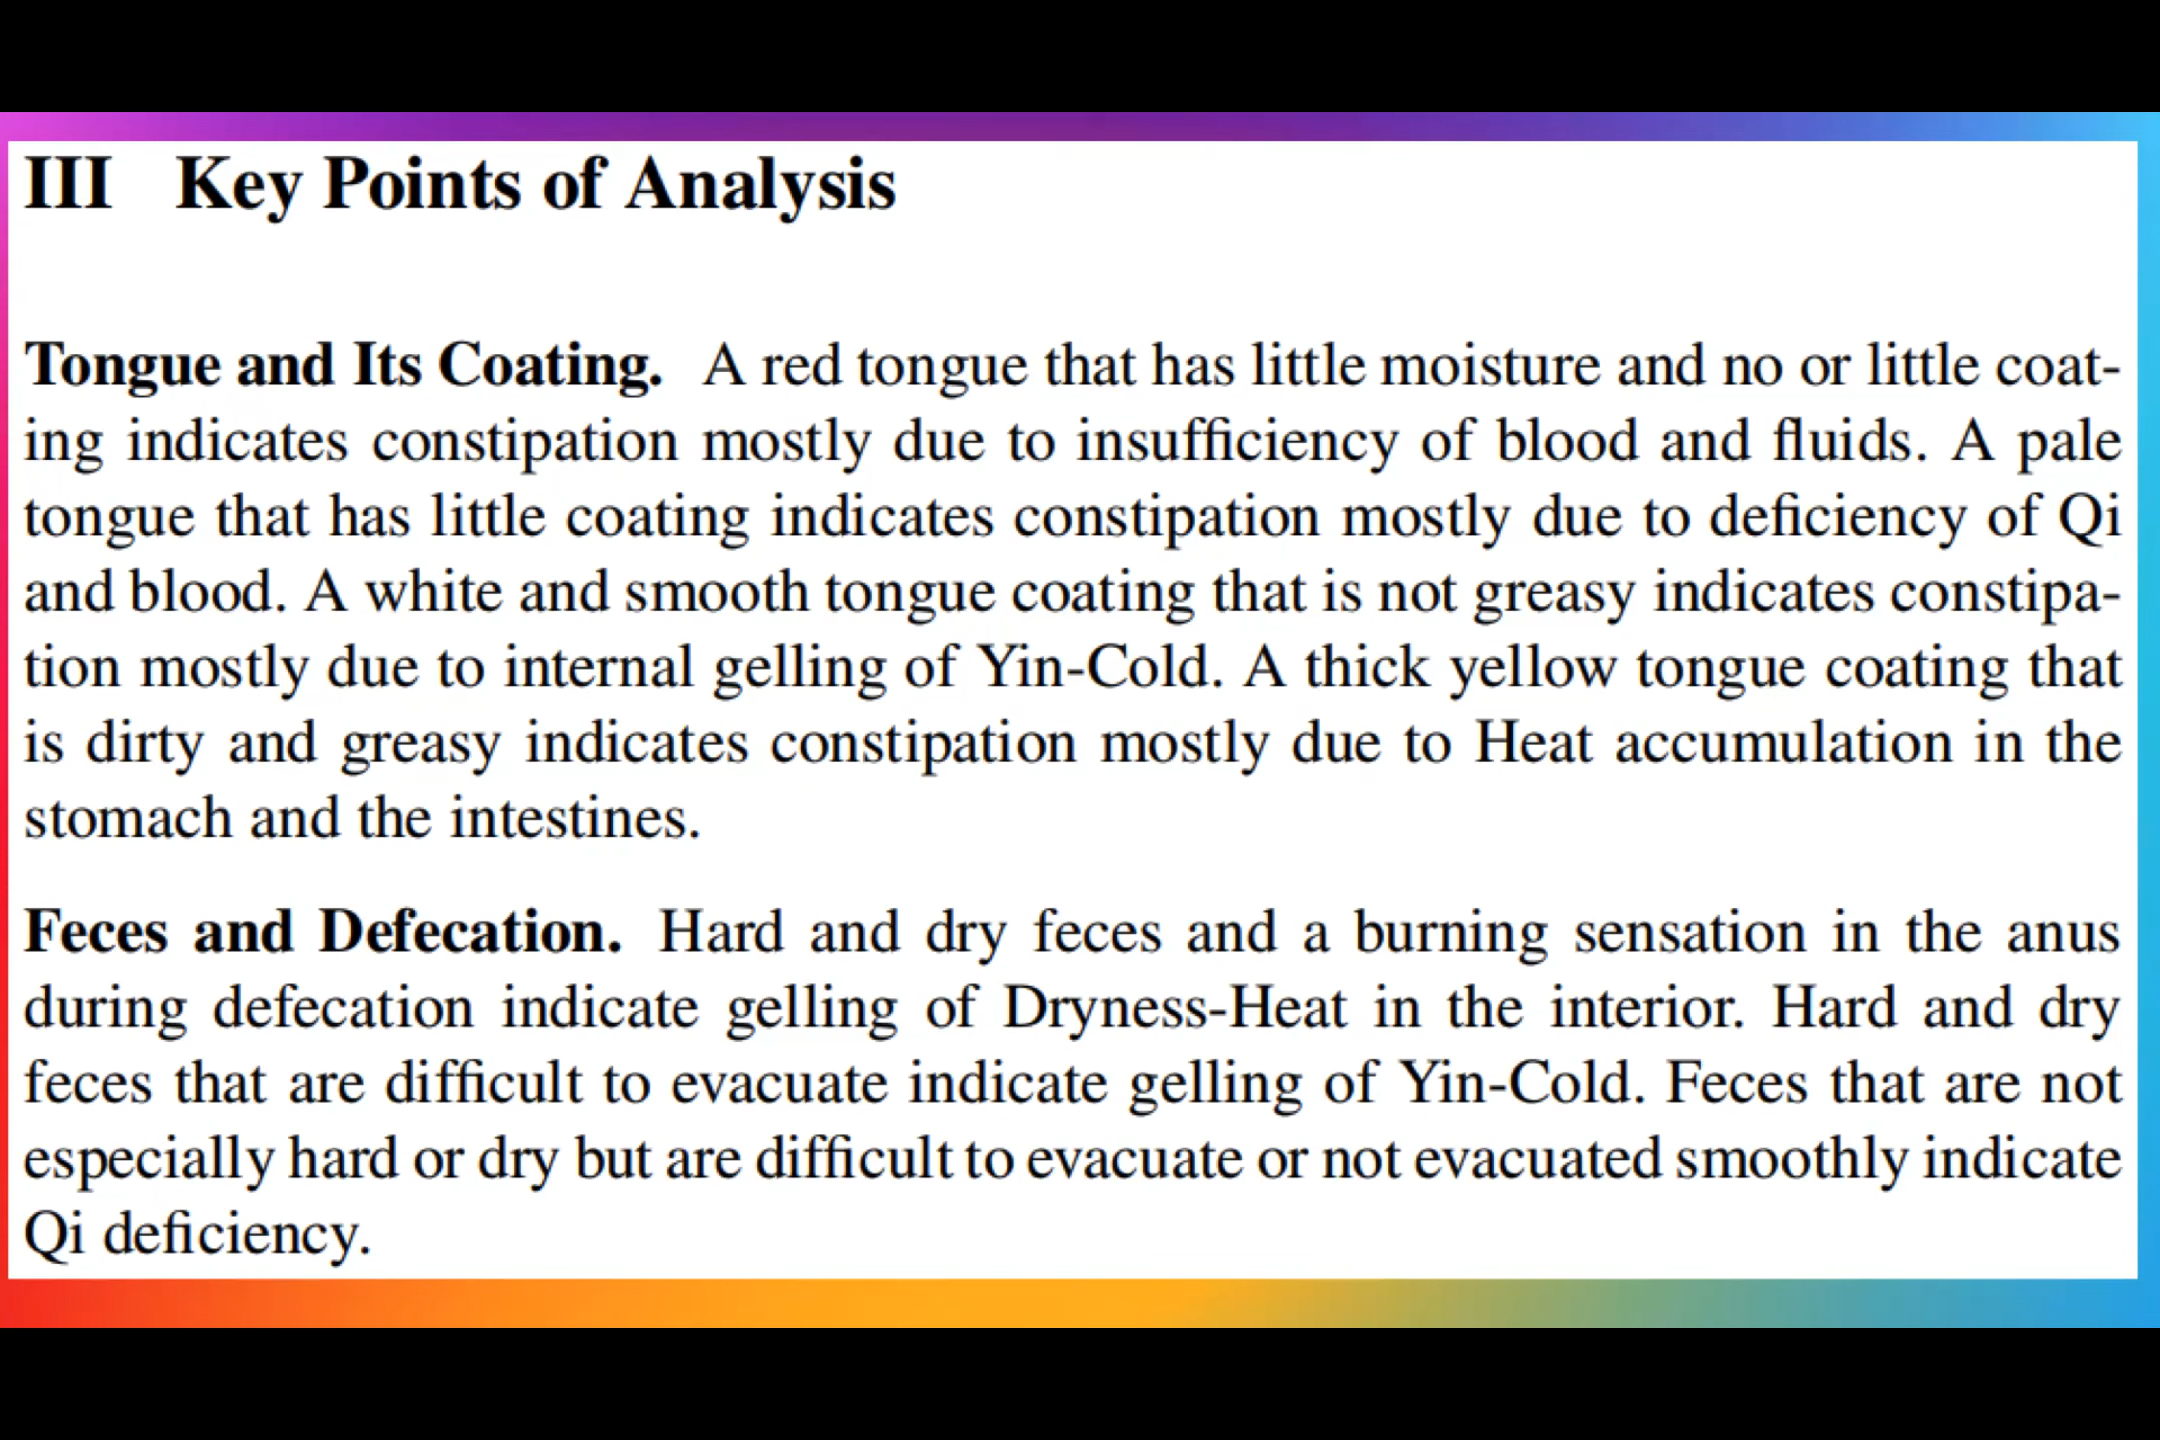 III Key Points of Analysis
Tongue and Its Coating. A red tongue that has little moisture and no or little coat-
ing indicates constipation mostly due to insufficiency of blood and fluids. A pale
tongue that has little coating indicates constipation mostly due to deficiency of Qi
and blood. A white and smooth tongue coating that is not greasy indicates constipa-
tion mostly due to internal gelling of Yin-Cold. A thick yellow tongue coating that
is dirty and greasy indicates constipation mostly due to Heat accumulation in the
stomach and the intestines.
Feces and Defecation. Hard and dry feces and a burning sensation in the anus
during defecation indicate gelling of Dryness-Heat in the interior. Hard and dry
feces that are difficult to evacuate indicate gelling of Yin-Cold. Feces that are not
especially hard or dry but are difficult to evacuate or not evacuated smoothly indicate
Qi deficiency.